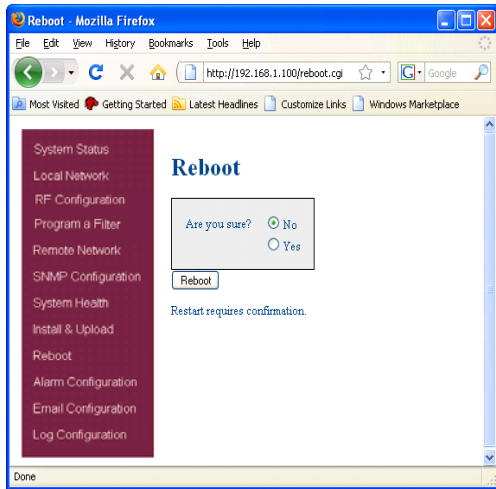 Reboot - Mozilla Firefox
File Edit View History Bookmarks Tools Help
http://192.168.1.100/reboot.cgi G Google
Most Visited Getting Started Latest Headlines Customize Links Windows Marketplace
System Status
Local Network
RF Configuration
Program a Filter
Remote Network
SNMP Configuration
System Health
Install & Upload
Reboot
Alarm Configuration
Email Configuration
Log Configuration
Reboot
Are you sure? No
Yes
Reboot
Restart requires confirmation.
Done